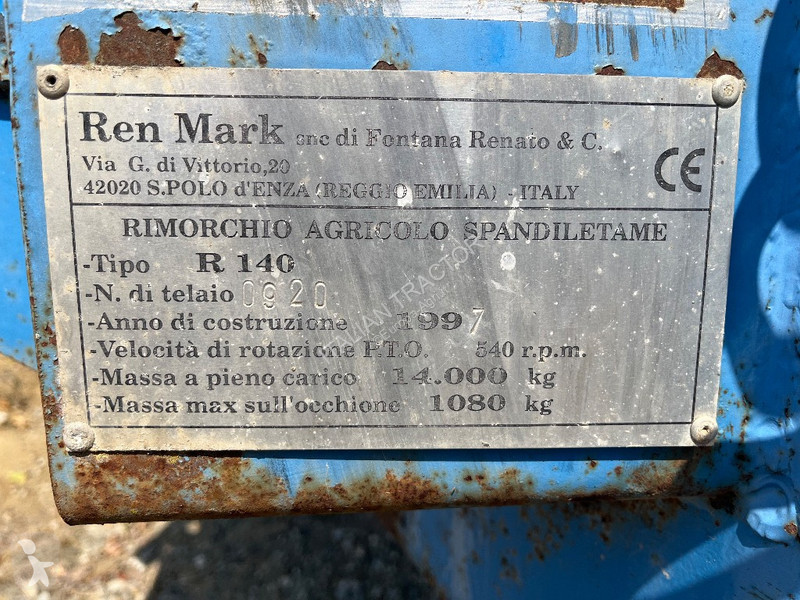 Ren Mark snc di Fontana Renato & C.
Via G. di Vittorio,20
42020 S.POLO d'ENZA (REGGIO EMILIA) - ITALY
CE
RIMORCHIO AGRICOLO SPANDILETAME
-Tipo R 140
-N. di telaio 0920
-Anno di costruzione 1997
-Velocità di rotazione P.T.O. 540 r.p.m.
-Massa a pieno carico 14.000 kg
-Massa max sull'occhione 1080 kg
ITALIAN TRACTOR